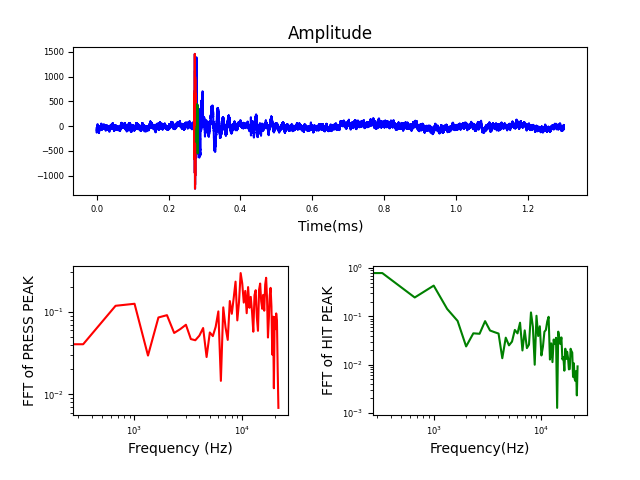 Amplitude
1500
1000
500
0
−500
−1000
0.0 0.2 0.4 0.6 0.8 1.0 1.2
Time(ms)
FFT of PRESS PEAK
10⁻¹
10⁻²
10³ 10⁴
Frequency (Hz)
FFT of HIT PEAK
10⁰
10⁻¹
10⁻²
10⁻³
10³ 10⁴
Frequency(Hz)